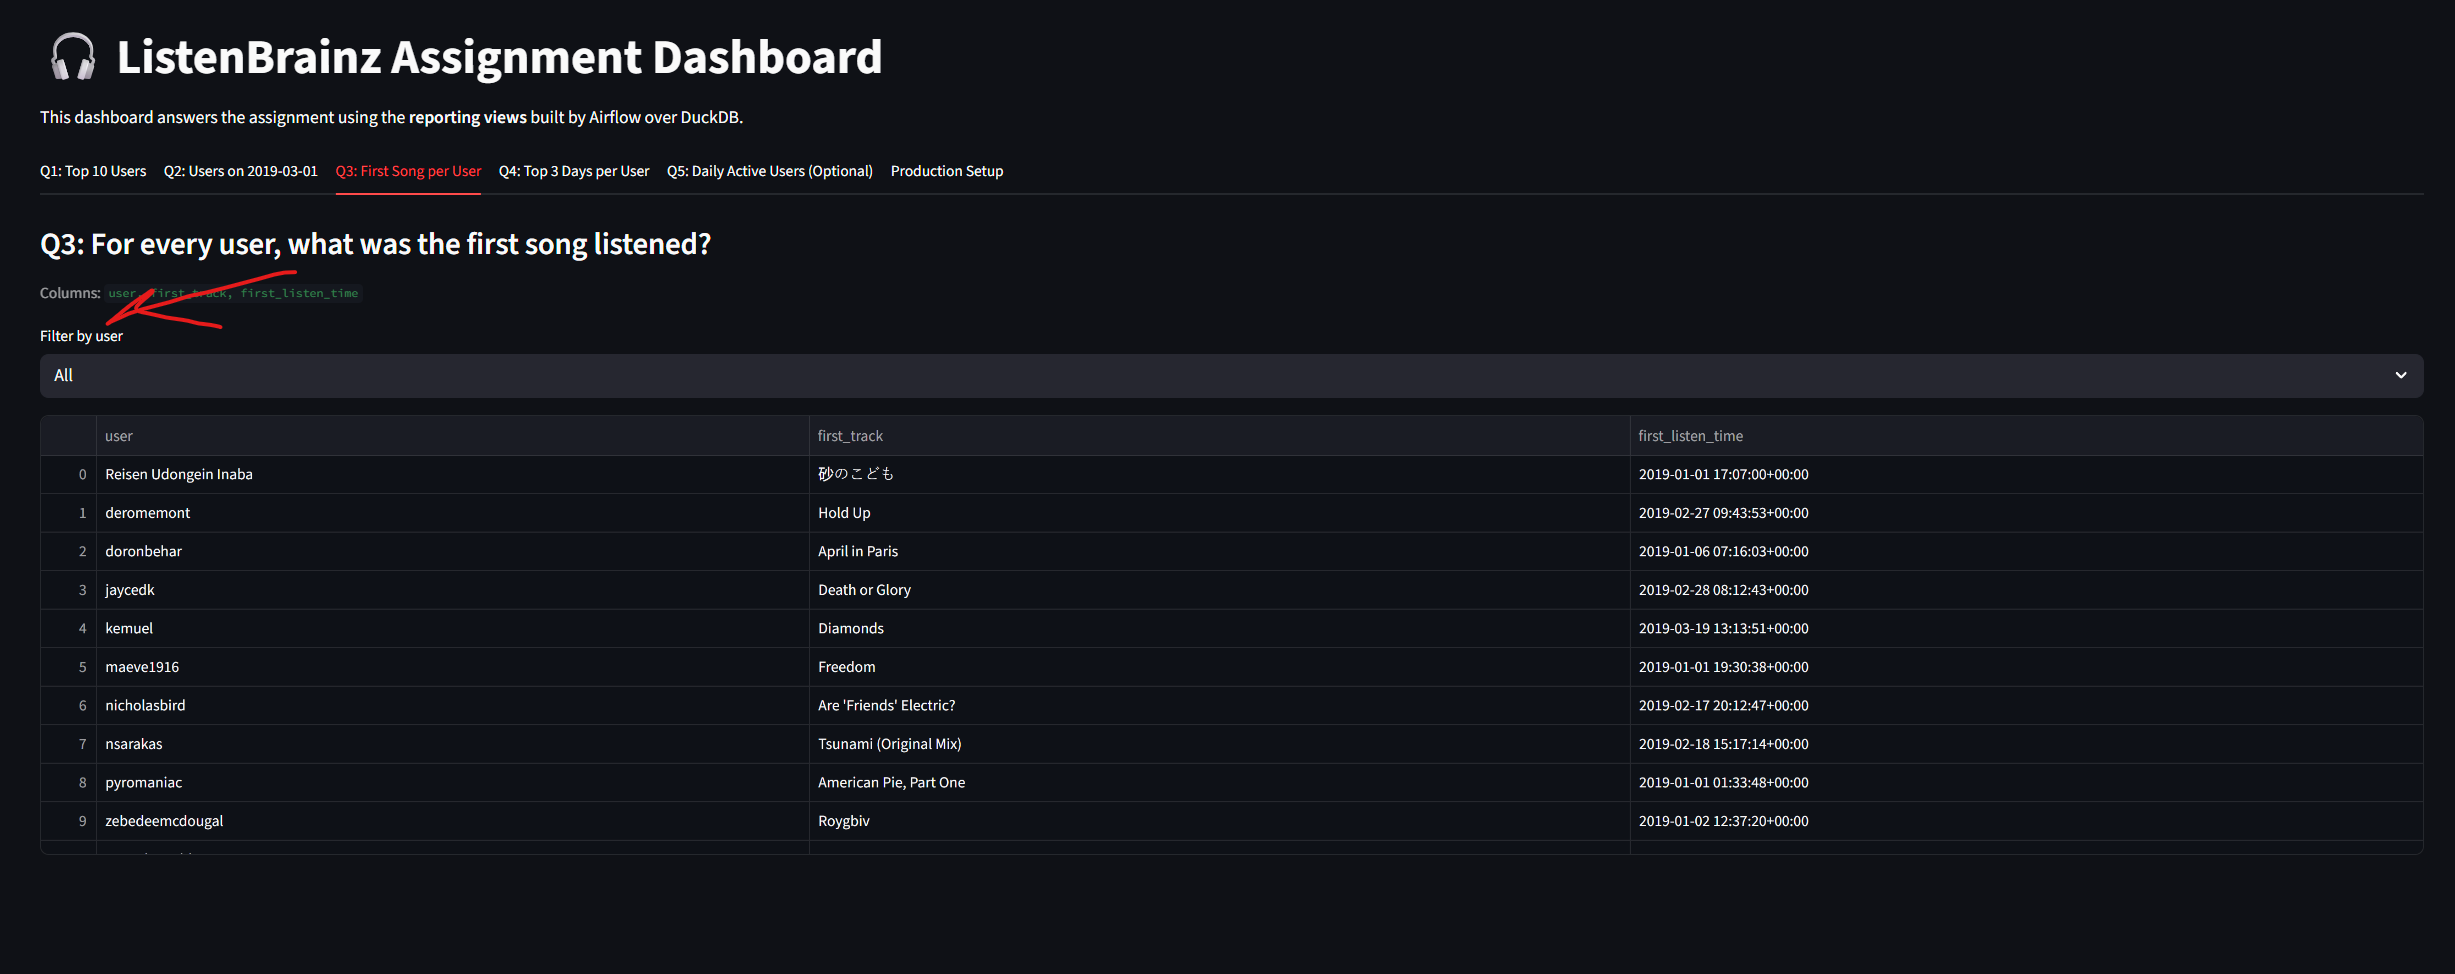 ListenBrainz Assignment Dashboard
This dashboard answers the assignment using the reporting views built by Airflow over DuckDB.
Q1: Top 10 Users Q2: Users on 2019-03-01 Q3: First Song per User Q4: Top 3 Days per User Q5: Daily Active Users (Optional) Production Setup
Q3: For every user, what was the first song listened?
Columns: user, first_track, first_listen_time
Filter by user
All
user first_track first_listen_time
0 Reisen Udongein Inaba 砂のこども 2019-01-01 17:07:00+00:00
1 deromemont Hold Up 2019-02-27 09:43:53+00:00
2 doronbehar April in Paris 2019-01-06 07:16:03+00:00
3 jaycedk Death or Glory 2019-02-28 08:12:43+00:00
4 kemuel Diamonds 2019-03-19 13:13:51+00:00
5 maeve1916 Freedom 2019-01-01 19:30:38+00:00
6 nicholasbird Are 'Friends' Electric? 2019-02-17 20:12:47+00:00
7 nsarakas Tsunami (Original Mix) 2019-02-18 15:17:14+00:00
8 pyromaniac American Pie, Part One 2019-01-01 01:33:48+00:00
9 zebedeemcdougal Roygbiv 2019-01-02 12:37:20+00:00